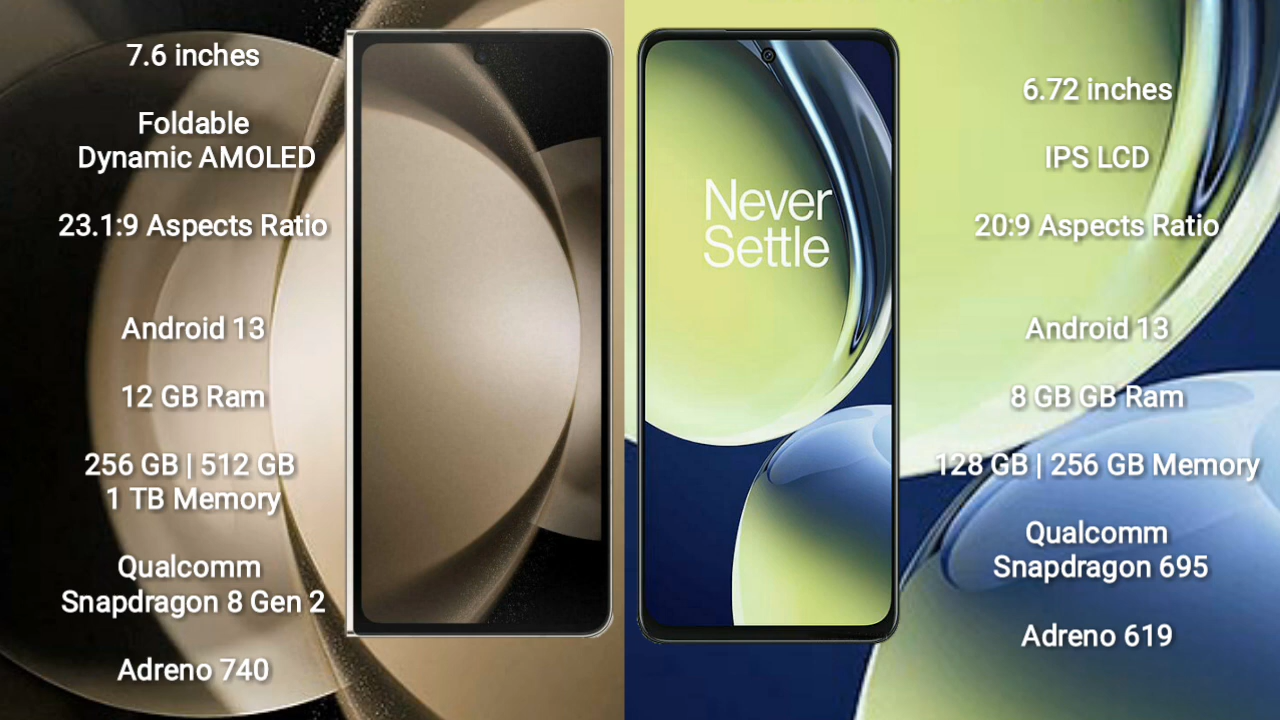 7.6 inches
Foldable
Dynamic AMOLED
23.1:9 Aspects Ratio
Android 13
12 GB Ram
256 GB | 512 GB
1 TB Memory
Qualcomm
Snapdragon 8 Gen 2
Adreno 740
Never
Settle
6.72 inches
IPS LCD
20:9 Aspects Ratio
Android 13
8 GB GB Ram
128 GB | 256 GB Memory
Qualcomm
Snapdragon 695
Adreno 619